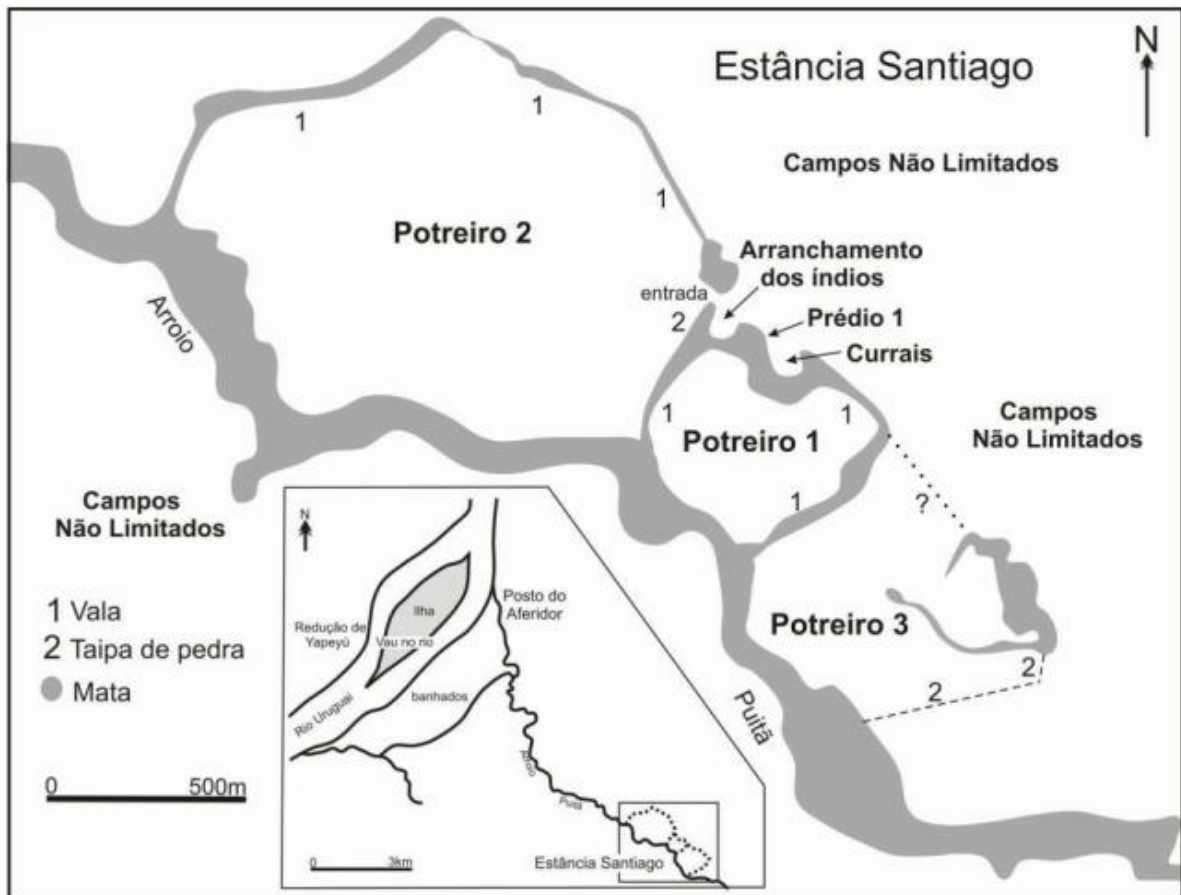 Estância Santiago
N
Campos Não Limitados
1
1
1
Potreiro 2
Arranchamento
dos índios
entrada
2
Prédio 1
Currais
Arroio
1
Potreiro 1
1
Campos
Não Limitados
1
?
Campos
Não Limitados
Potreiro 3
2
2
Puitã
1 Vala
2 Taipa de pedra
Mata
0 500m
N
Ilha
Posto do
Aferidor
Redução de
Yapeyú
Vau no rio
banhados
Rio Uruguai
Arroio
Puitã
Estância Santiago
0 3km